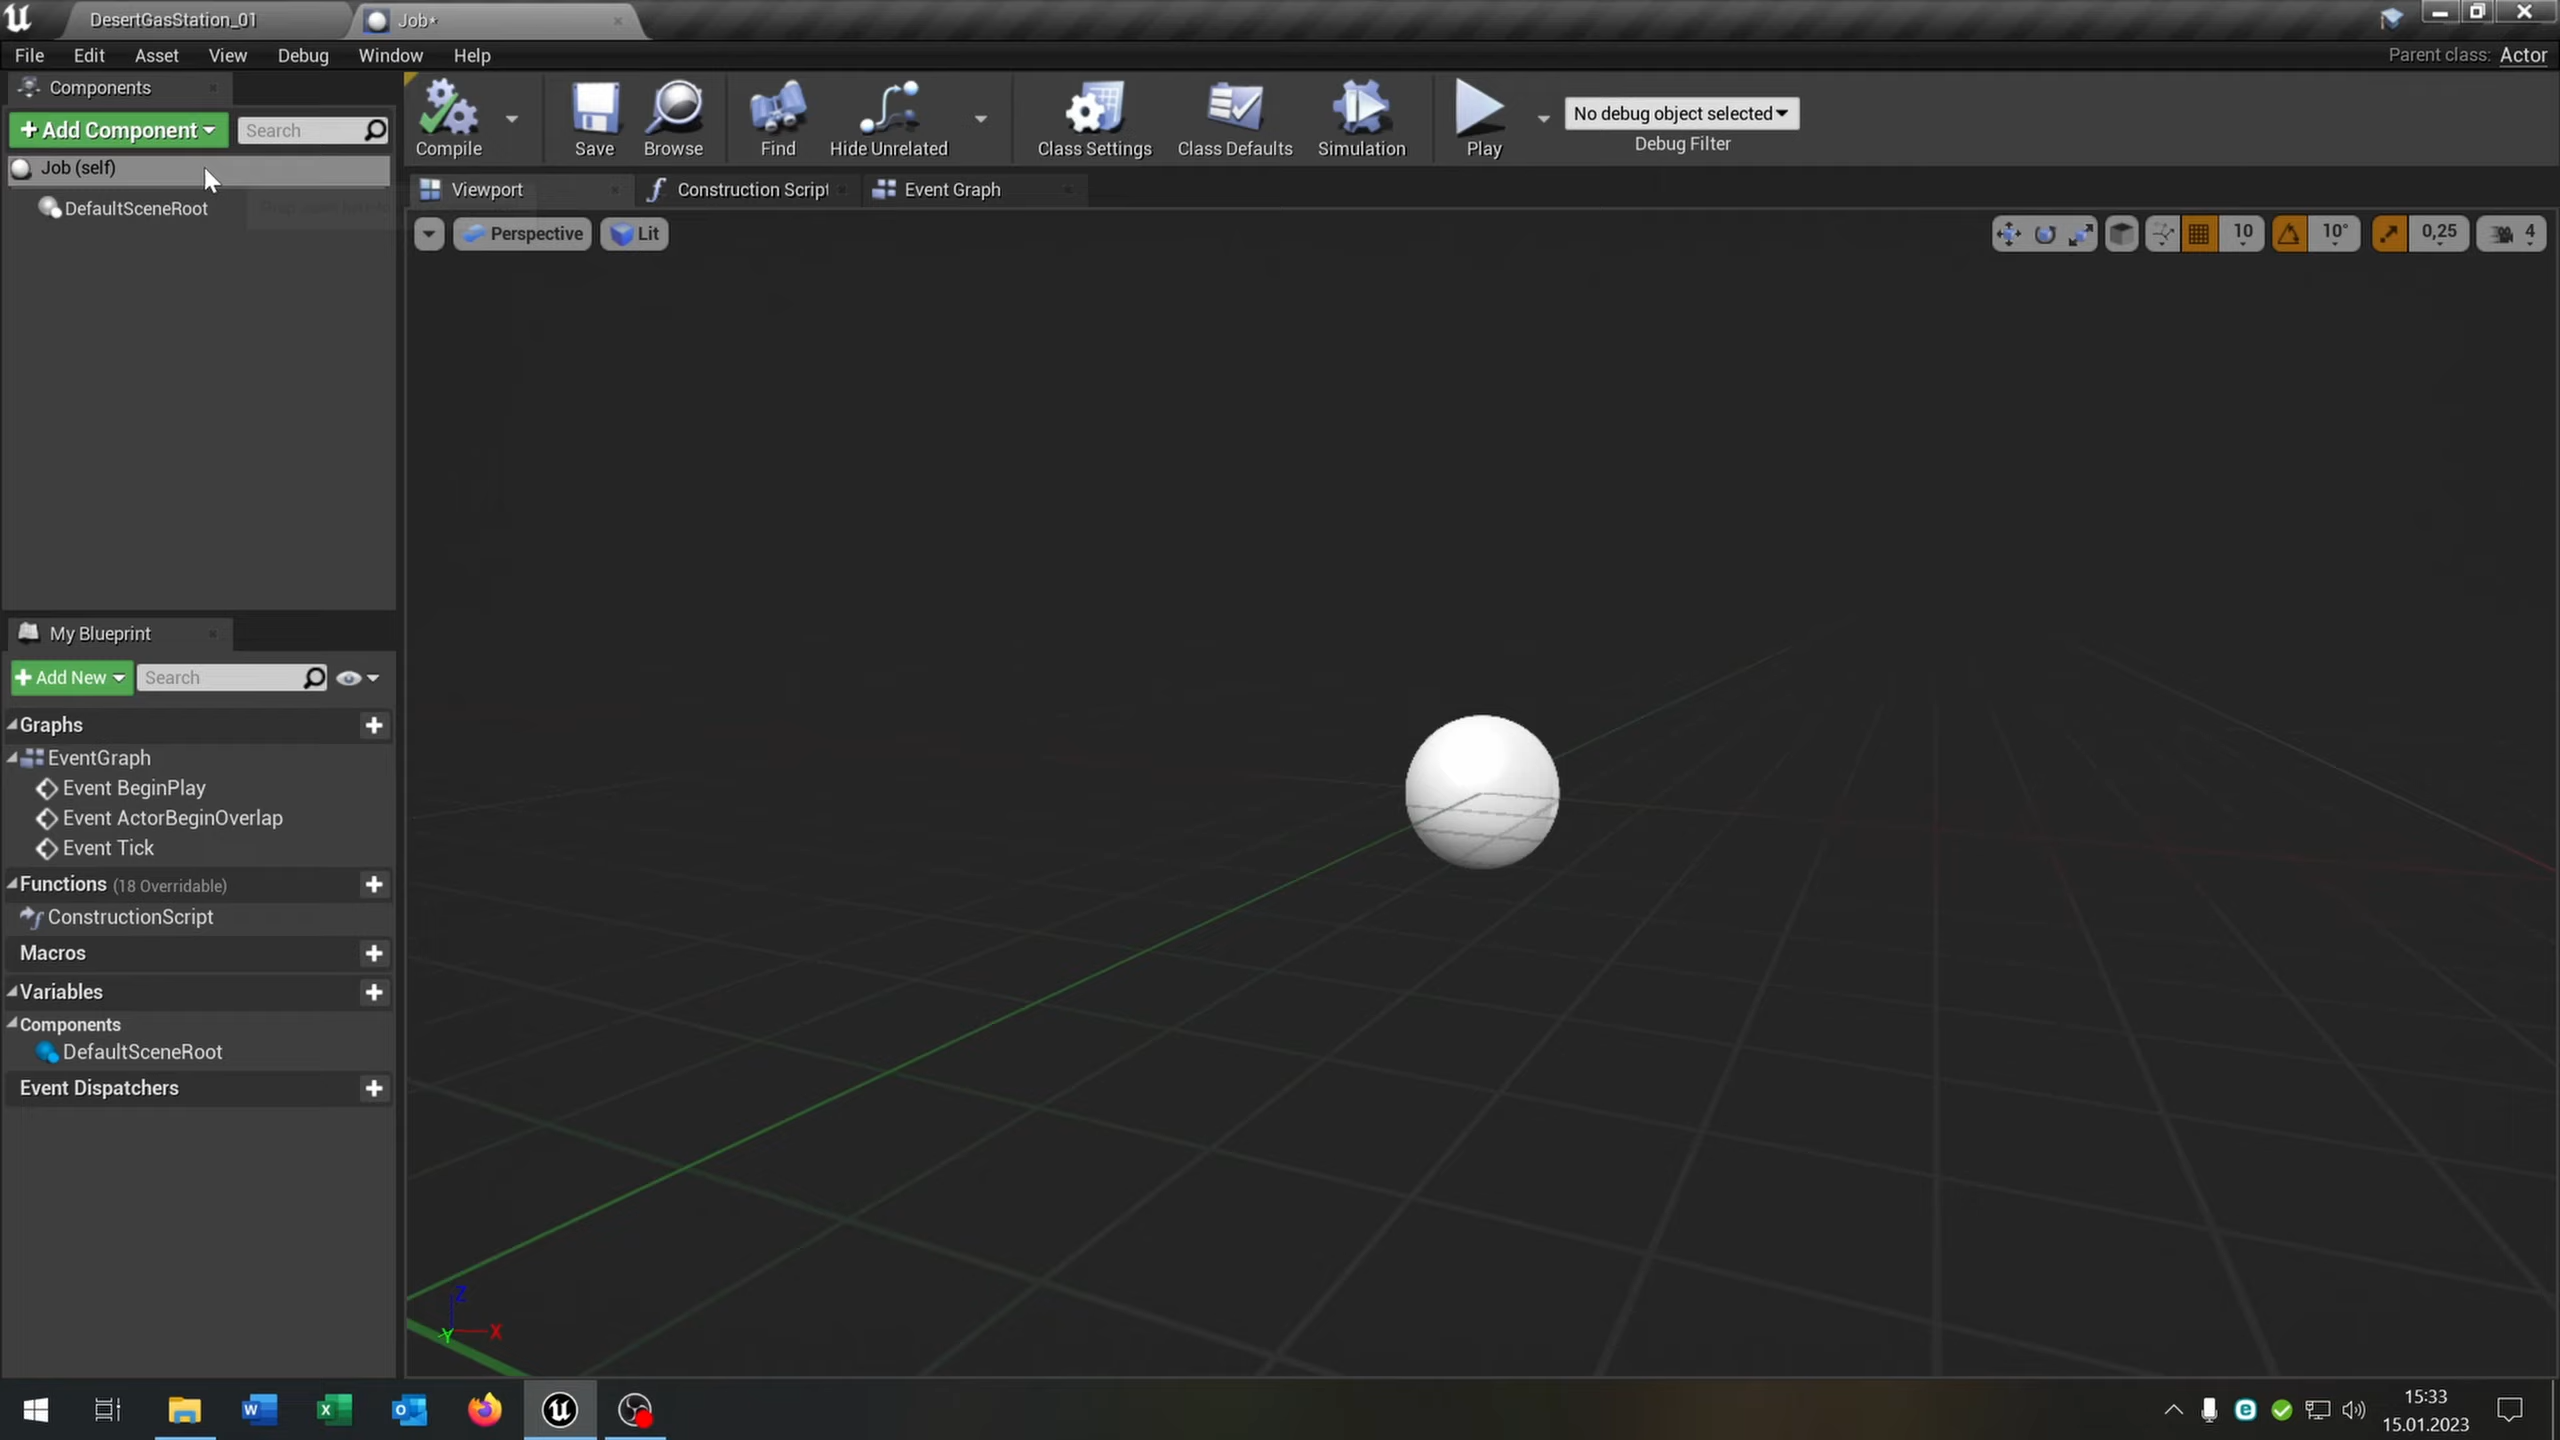 DesertGasStation_01
Job*
File Edit Asset View Debug Window Help
Parent class: Actor
Components
+ Add Component
Search
Job (self)
DefaultSceneRoot
Compile
Save
Browse
Find
Hide Unrelated
Class Settings
Class Defaults
Simulation
Play
No debug object selected
Debug Filter
Viewport
Construction Script
Event Graph
Perspective
Lit
10
10°
0,25
4
My Blueprint
+ Add New
Search
Graphs
EventGraph
Event BeginPlay
Event ActorBeginOverlap
Event Tick
Functions (18 Overridable)
ConstructionScript
Macros
Variables
Components
DefaultSceneRoot
Event Dispatchers
Z
Y
X
15:33
15.01.2023